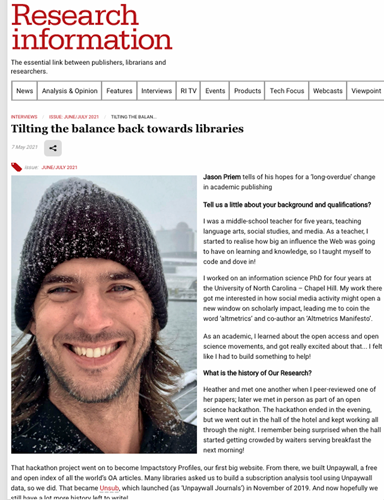 Research
information
The essential link between publishers, librarians and
researchers.
News
Analysis & Opinion
Features
Interviews
RI TV
Events
Products
Tech Focus
Webcasts
Viewpoint
INTERVIEWS / ISSUE: JUNE/JULY 2021 / TILTING THE BALAN...
Tilting the balance back towards libraries
7 May 2021
Issue: JUNE/JULY 2021
Jason Priem tells of his hopes for a ‘long-overdue’ change
in academic publishing
Tell us a little about your background and qualifications?
I was a middle-school teacher for five years, teaching
language arts, social studies, and media. As a teacher, I
started to realise how big an influence the Web was going
to have on learning and knowledge, so I taught myself to
code and dove in!
I worked on an information science PhD for four years at
the University of North Carolina – Chapel Hill. My work there
got me interested in how social media activity might open a
new window on scholarly impact, leading me to coin the
word ‘altmetrics’ and co-author an ‘Altmetrics Manifesto’.
As an academic, I learned about the open access and open
science movements, and got really excited about that... I felt
like I had to build something to help!
What is the history of Our Research?
Heather and met one another when I peer-reviewed one of
her papers; later we met in person as part of an open
science hackathon. The hackathon ended in the evening,
but we went out in the hall of the hotel and kept working all
through the night. I remember being surprised when the hall
started getting crowded by waiters serving breakfast the
next morning!
That hackathon project went on to become Impactstory Profiles, our first big website. From there, we built Unpaywall, a free
and open index of all the world’s OA articles. Many libraries asked us to build a subscription analysis tool using Unpaywall
data, so we did. That became Unsub, which launched (as ‘Unpaywall Journals’) in November of 2019. And now hopefully we
still have a lot more history left to write!